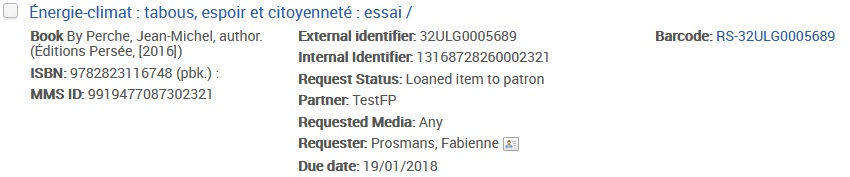 Énergie-climat : tabous, espoir et citoyenneté : essai /
Book By Perche, Jean-Michel, author.
(Éditions Persée, [2016])
ISBN: 9782823116748 (pbk.) :
MMS ID: 9919477087302321
External identifier: 32ULG0005689
Internal Identifier: 13168728260002321
Request Status: Loaned item to patron
Partner: TestFP
Requested Media: Any
Requester: Prosmans, Fabienne
Due date: 19/01/2018
Barcode: RS-32ULG0005689